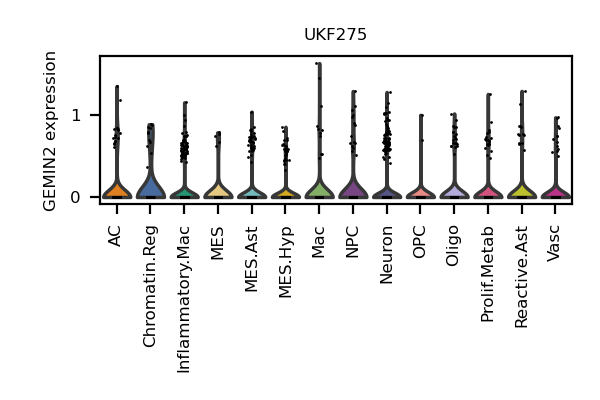 UKF275
GEMIN2 expression
1
0
AC
Chromatin.Reg
Inflammatory.Mac
MES
MES.Ast
MES.Hyp
Mac
NPC
Neuron
OPC
Oligo
Prolif.Metab
Reactive.Ast
Vasc